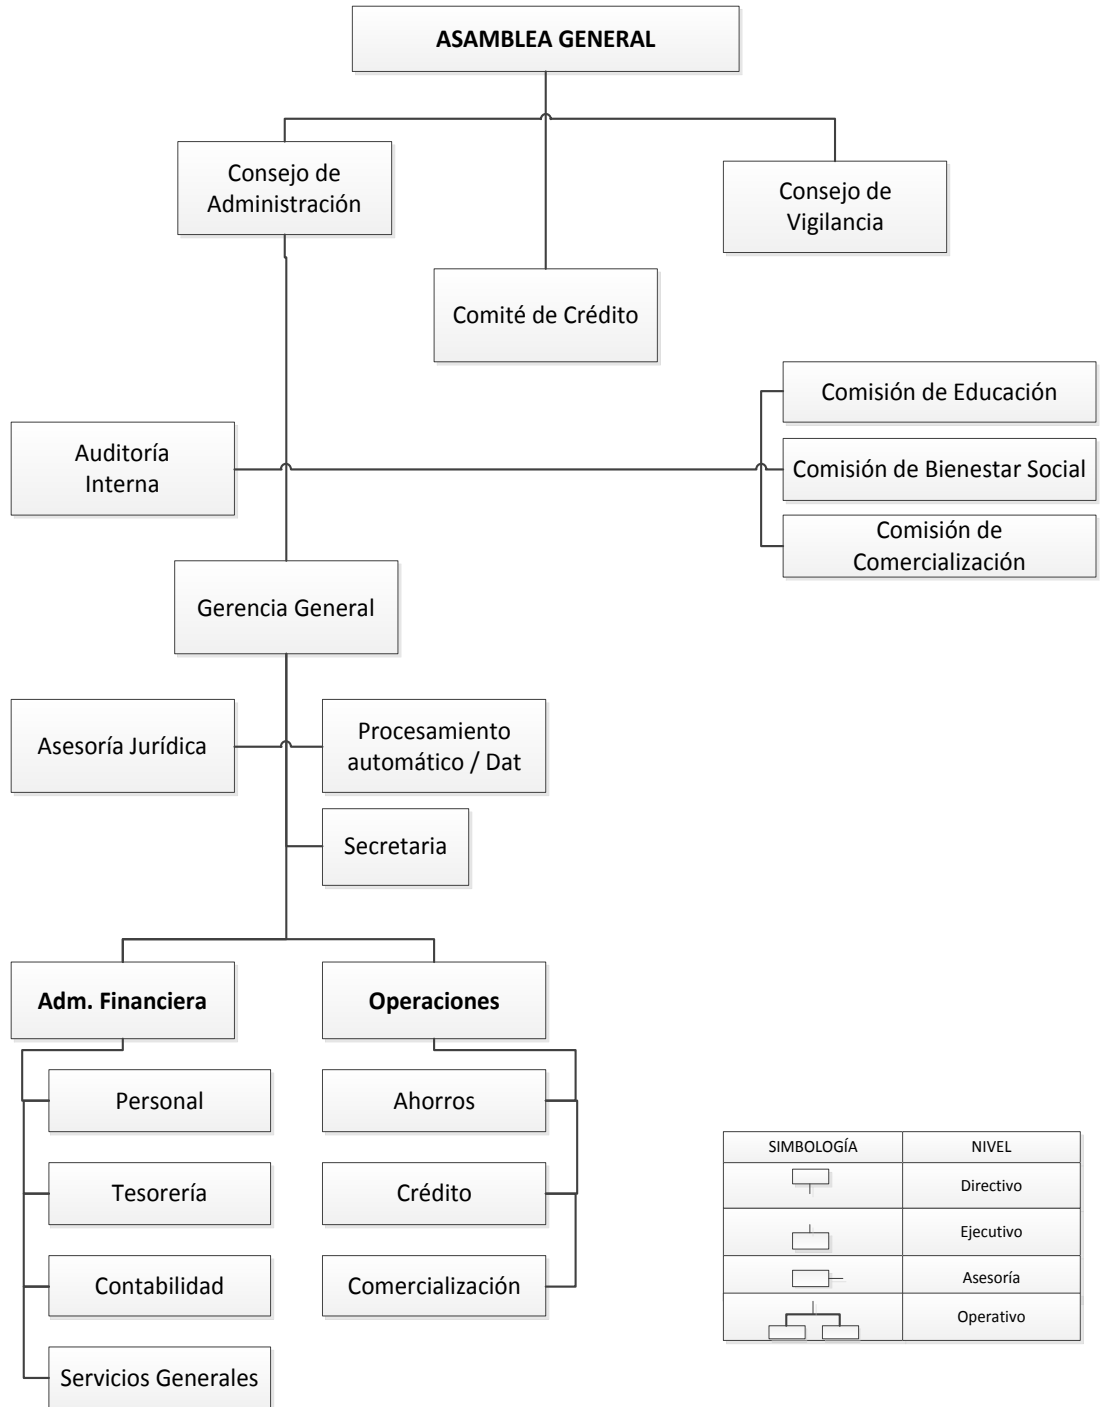 ASAMBLEA GENERAL
Consejo de
Administración
Consejo de
Vigilancia
Comité de Crédito
Comisión de Educación
Auditoría
Interna
Comisión de Bienestar Social
Comisión de
Comercialización
Gerencia General
Asesoría Jurídica
Procesamiento
automático / Dat
Secretaria
Adm. Financiera
Operaciones
Personal
Ahorros
Tesorería
Crédito
Contabilidad
Comercialización
Servicios Generales
SIMBOLOGÍA NIVEL
Directivo
Ejecutivo
Asesoría
Operativo